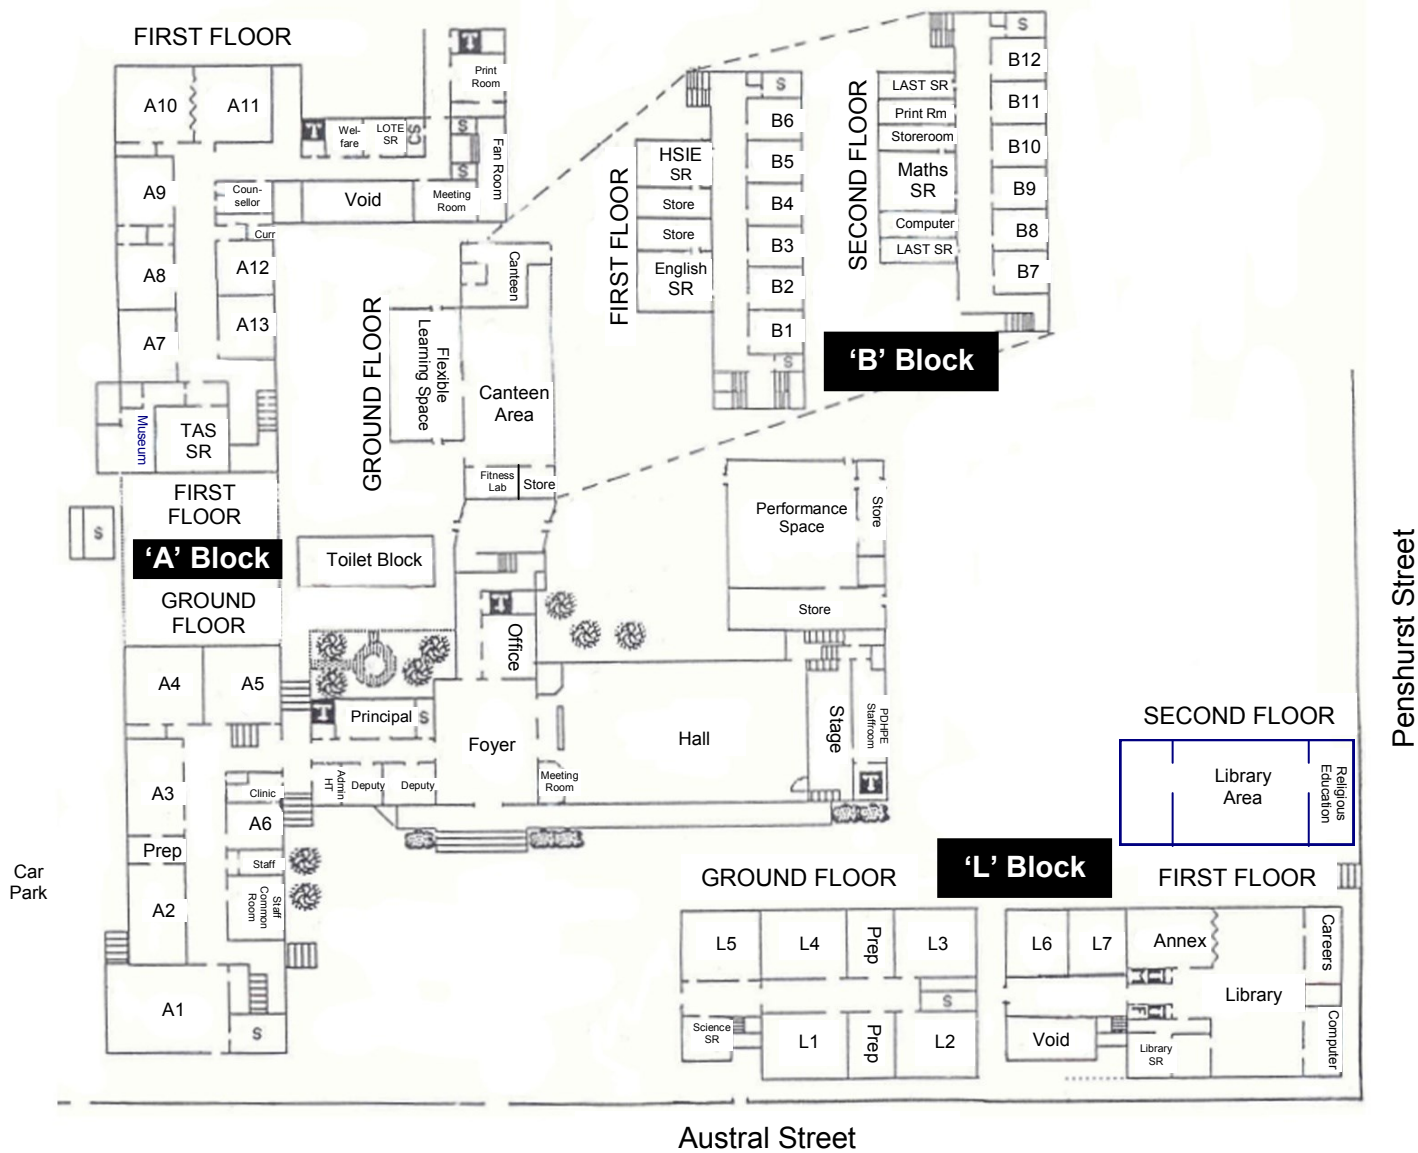 FIRST FLOOR
A10
A11
Wel-
fare
LOTE
SR
CS
Print
Room
S
S
Fan Room
A9
Coun-
sellor
Void
Meeting
Room
Curr
A8
A12
A7
A13
Museum
TAS
SR
FIRST
FLOOR
S
'A' Block
Toilet Block
GROUND
FLOOR
A4
A5
Principal
S
A3
Clinic
Admin
HT
Deputy
Deputy
A6
Prep
Staff
A2
Staff
Common
Room
A1
S
Car
Park
GROUND FLOOR
Canteen
Flexible
Learning Space
Canteen
Area
Fitness
Lab
Store
Office
Foyer
Meeting
Room
Hall
Stage
PDHPE
Staffroom
Performance
Space
Store
Store
FIRST FLOOR
S
B6
HSIE
SR
B5
Store
B4
Store
B3
English
SR
B2
B1
S
SECOND FLOOR
S
B12
LAST SR
B11
Print Rm
Storeroom
B10
Maths
SR
B9
Computer
B8
LAST SR
B7
'B' Block
Penshurst Street
SECOND FLOOR
Library
Area
Religious
Education
'L' Block
GROUND FLOOR
L5
L4
Prep
L3
S
Science
SR
L1
Prep
L2
FIRST FLOOR
L6
L7
Annex
Careers
M
F
Library
Void
Library
SR
Computer
Austral Street